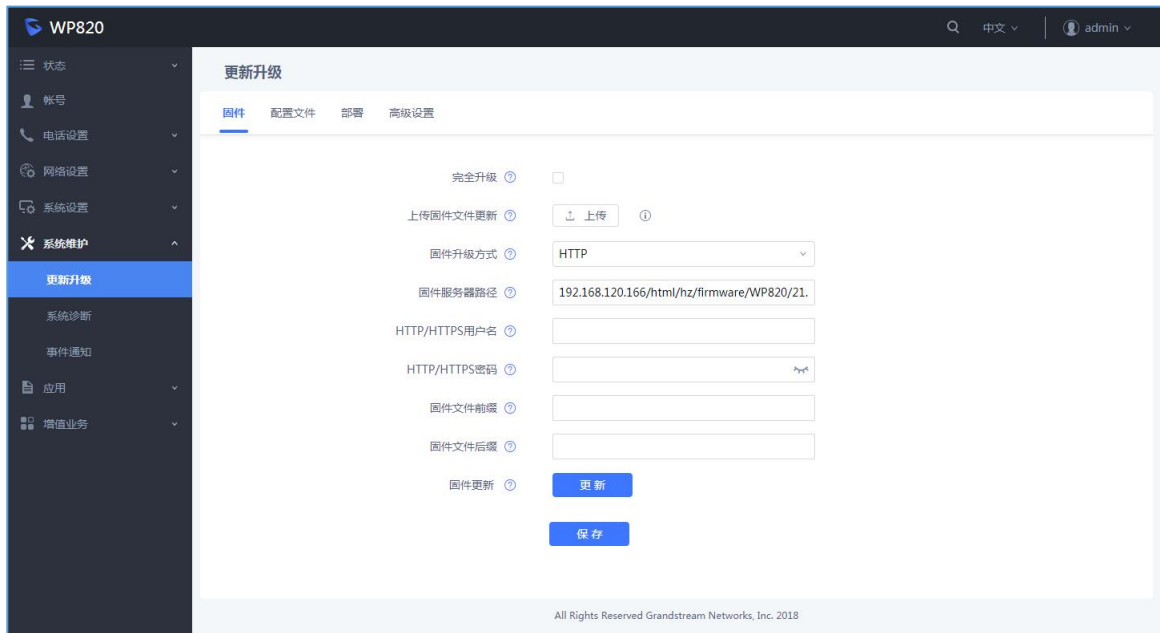 WP820
中文
admin
状态
帐号
电话设置
网络设置
系统设置
系统维护
更新升级
系统诊断
事件通知
应用
增值业务
更新升级
固件 配置文件 部署 高级设置
完全升级
上传固件文件更新 上传
固件升级方式 HTTP
固件服务器路径 192.168.120.166/html/hz/firmware/WP820/21.
HTTP/HTTPS用户名
HTTP/HTTPS密码
固件文件前缀
固件文件后缀
固件更新 更新
保存
All Rights Reserved Grandstream Networks, Inc. 2018